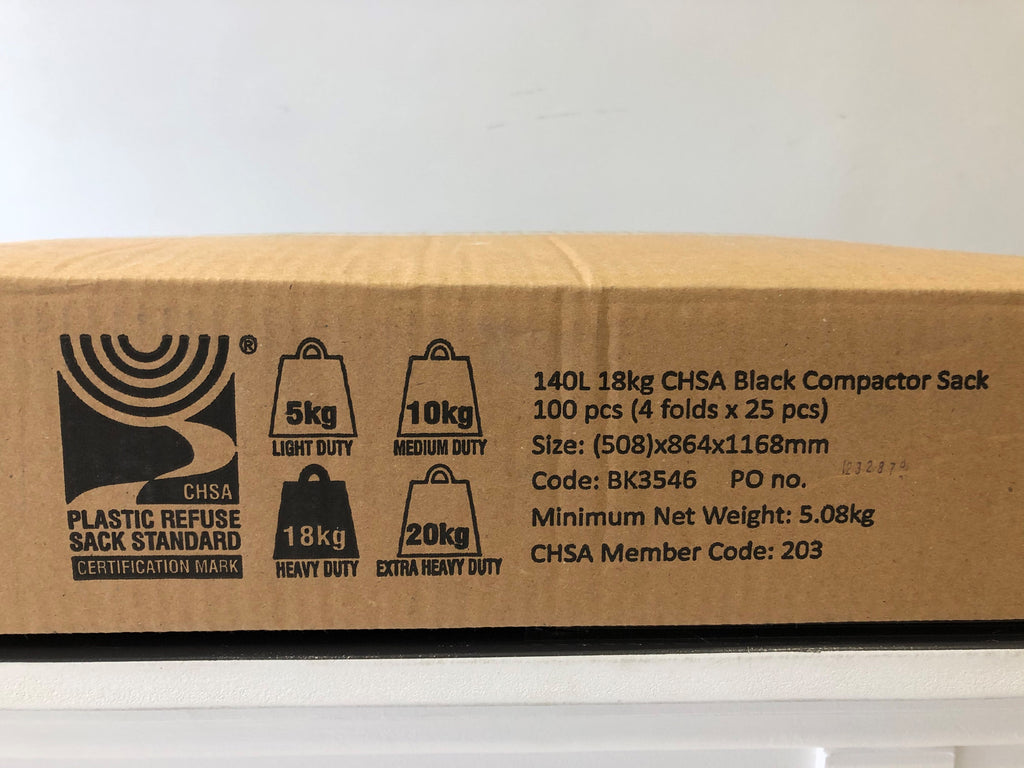 ®
CHSA
PLASTIC REFUSE
SACK STANDARD
CERTIFICATION MARK
5kg
LIGHT DUTY
10kg
MEDIUM DUTY
18kg
HEAVY DUTY
20kg
EXTRA HEAVY DUTY
140L 18kg CHSA Black Compactor Sack
100 pcs (4 folds x 25 pcs)
Size: (508)x864x1168mm
Code: BK3546 PO no.
Minimum Net Weight: 5.08kg
CHSA Member Code: 203